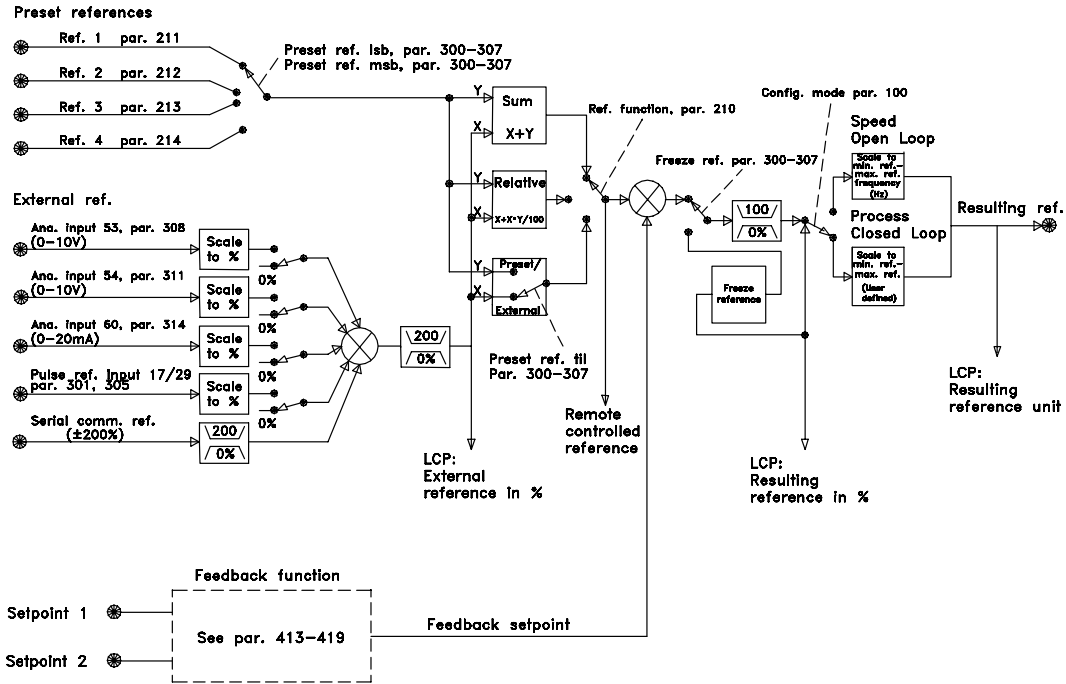 Preset references
Ref. 1 par. 211
Ref. 2 par. 212
Ref. 3 par. 213
Ref. 4 par. 214
Preset ref. lsb, par. 300-307
Preset ref. msb, par. 300-307
External ref.
Ana. input 53, par. 308
(0-10V)
Scale
to %
0%
Ana. input 54, par. 311
(0-10V)
Scale
to %
0%
Ana. input 60, par. 314
(0-20mA)
Scale
to %
0%
Pulse ref. input 17/29
par. 301, 305
Scale
to %
0%
Serial comm. ref.
(±200%)
200
0%
200
0%
Y
Sum
X
X+Y
Y
Relative
X
X+X*Y/100
Y
Preset/
X
External
Preset ref. til
Par. 300-307
LCP:
External
reference in %
Ref. function, par. 210
Remote
controlled
reference
Freeze ref. par. 300-307
100
0%
Freeze
reference
Config. mode par. 100
LCP:
Resulting
reference in %
Speed
Open Loop
Scale to
min. ref.-
max. ref.
frequency
(Hz)
Process
Closed Loop
Scale to
min. ref.-
max. ref.
(User
defined)
Resulting ref.
LCP:
Resulting
reference unit
Feedback function
Setpoint 1
See par. 413-419
Setpoint 2
Feedback setpoint